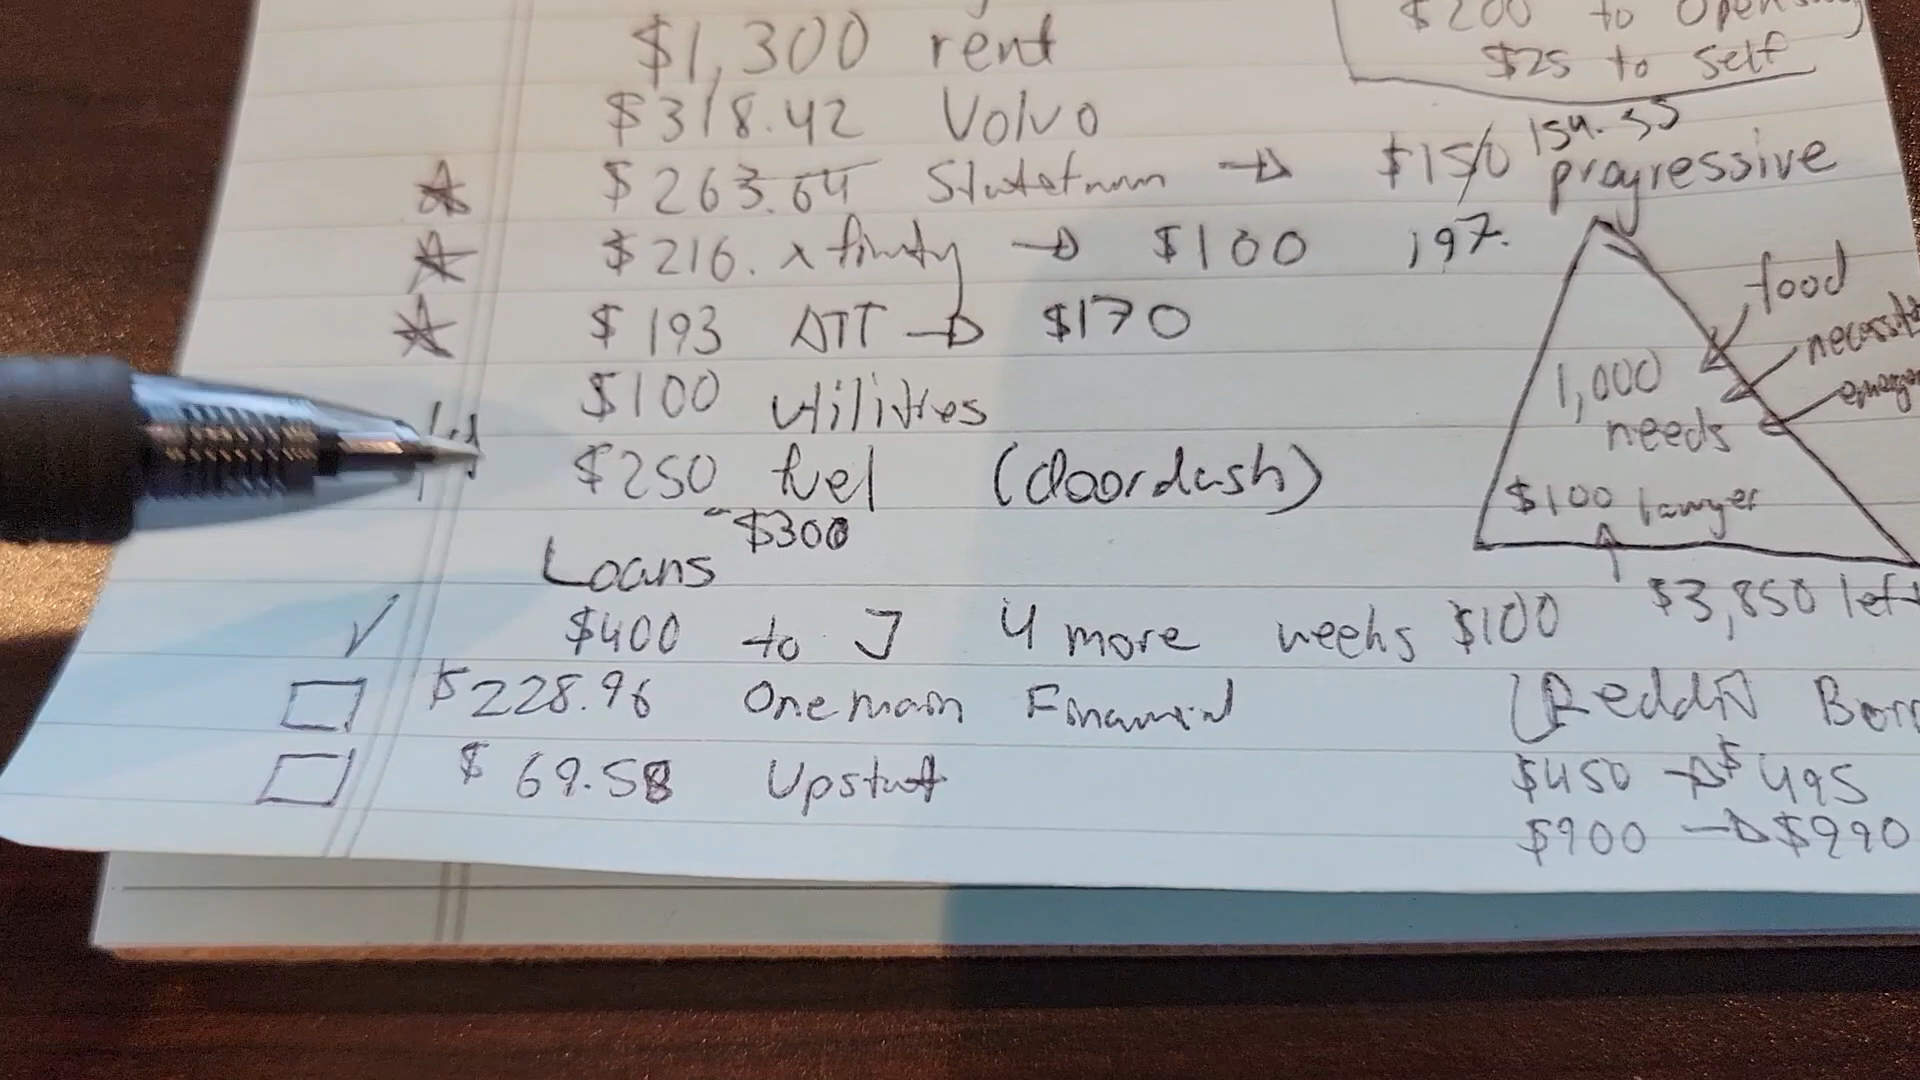 $200 to
$25 to self
$1,300 rent
$318.42 Volvo
154.55
$263.64 Statefarm → $150 progressive
$216. xfinity → $100 197.
$193 ATT → $170
$100 utilities
$250 fuel (doordash)
- $300
food
1,000
needs
$100 lawyer
$3,850 left
Loans
$400 to J 4 more weeks $100
$228.96 Onemain Financial
$69.58 Upstart
(Reddit
$450 → $495
$900 → $990